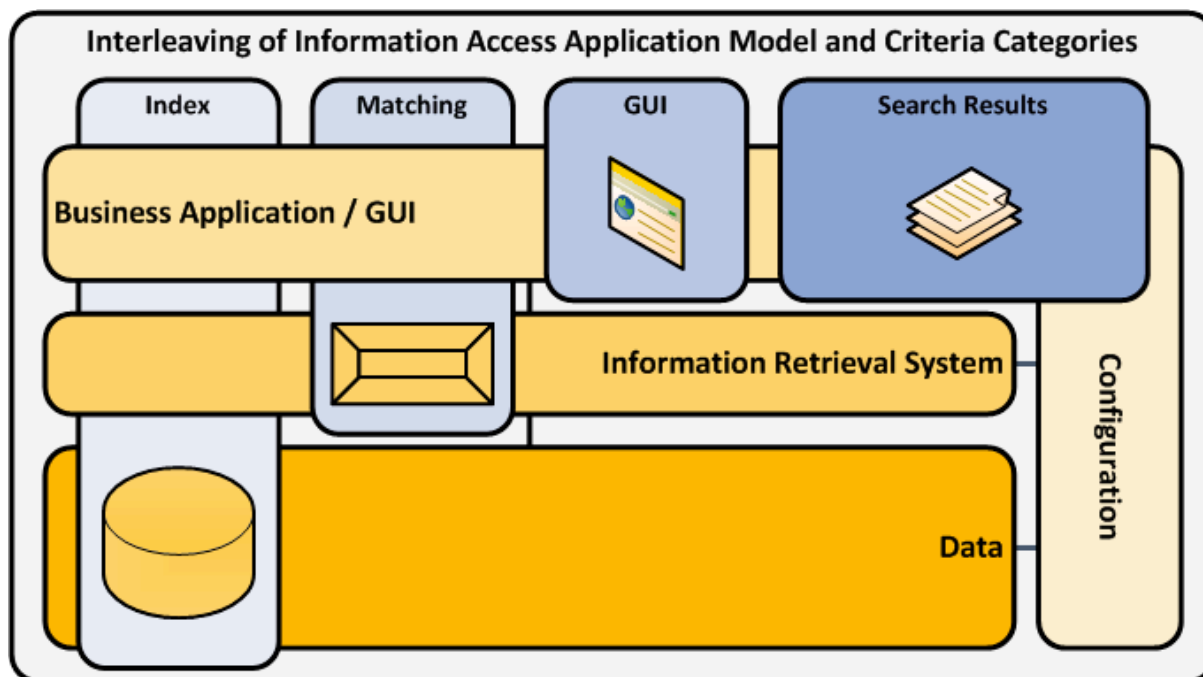 Interleaving of Information Access Application Model and Criteria Categories
Index
Matching
GUI
Search Results
Business Application / GUI
Information Retrieval System
Configuration
Data